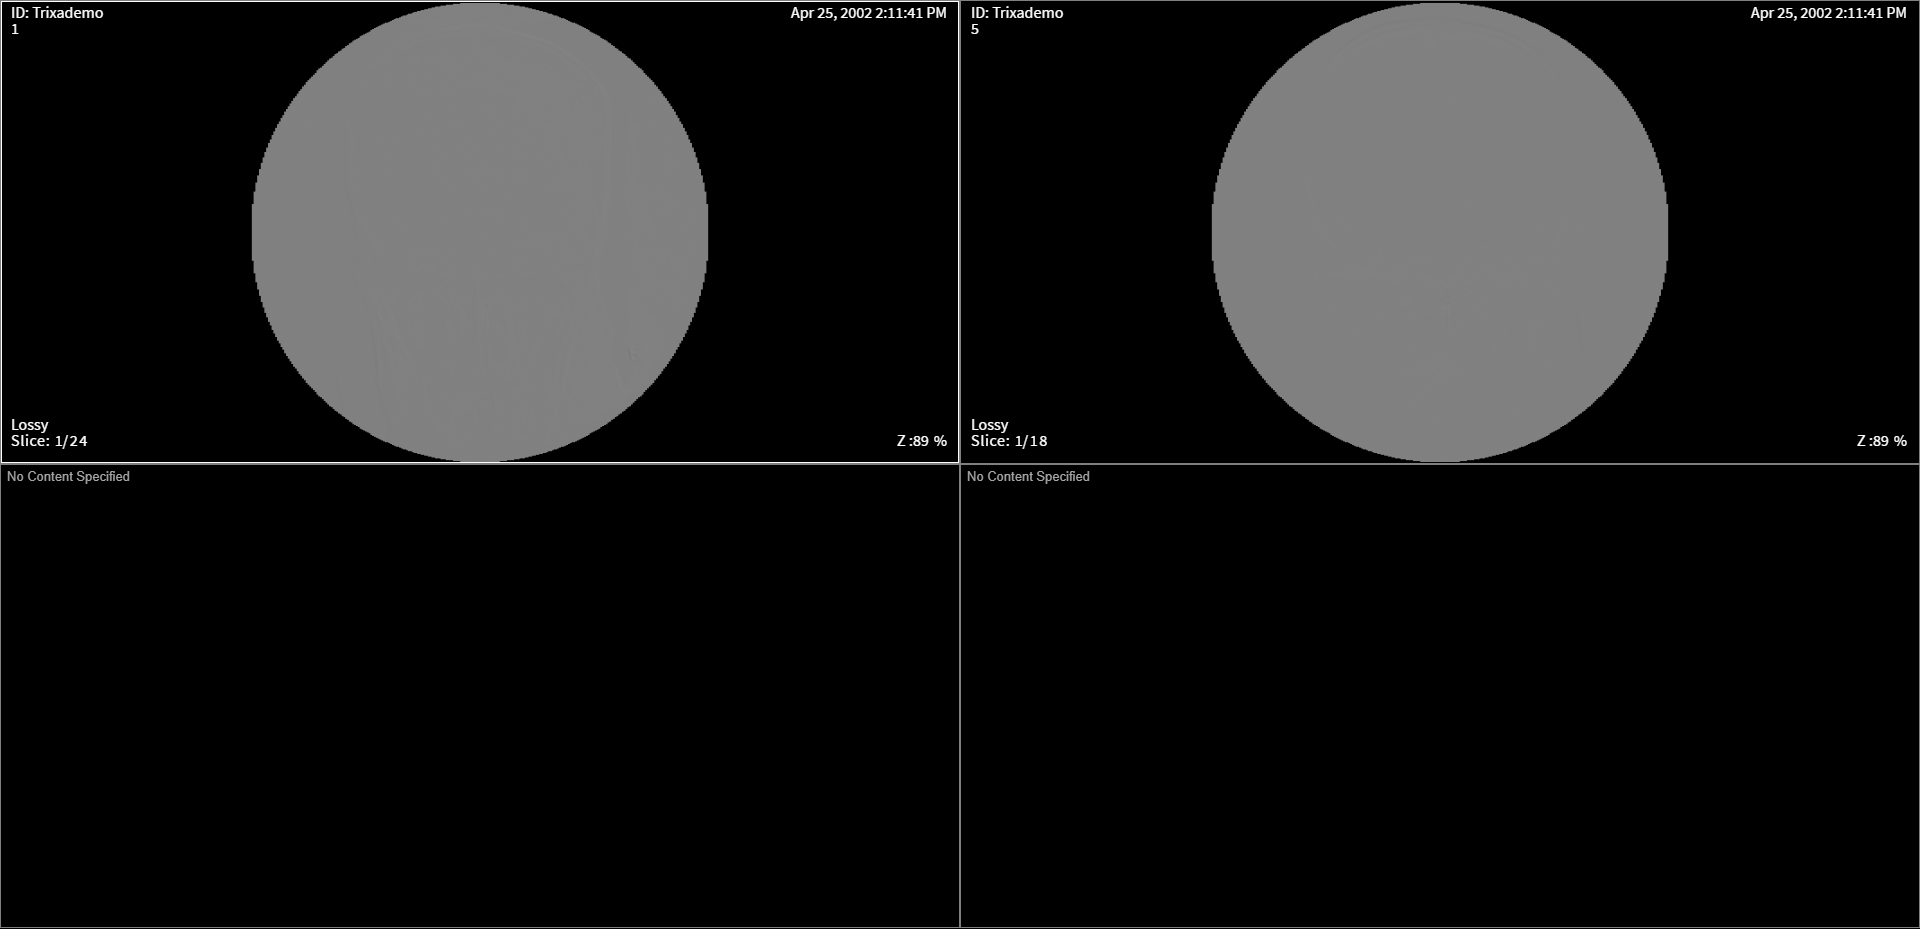 ID: Trixademo
1
Apr 25, 2002 2:11:41 PM
Lossy
Slice: 1/24
Z :89 %
ID: Trixademo
5
Apr 25, 2002 2:11:41 PM
Lossy
Slice: 1/18
Z :89 %
No Content Specified
No Content Specified